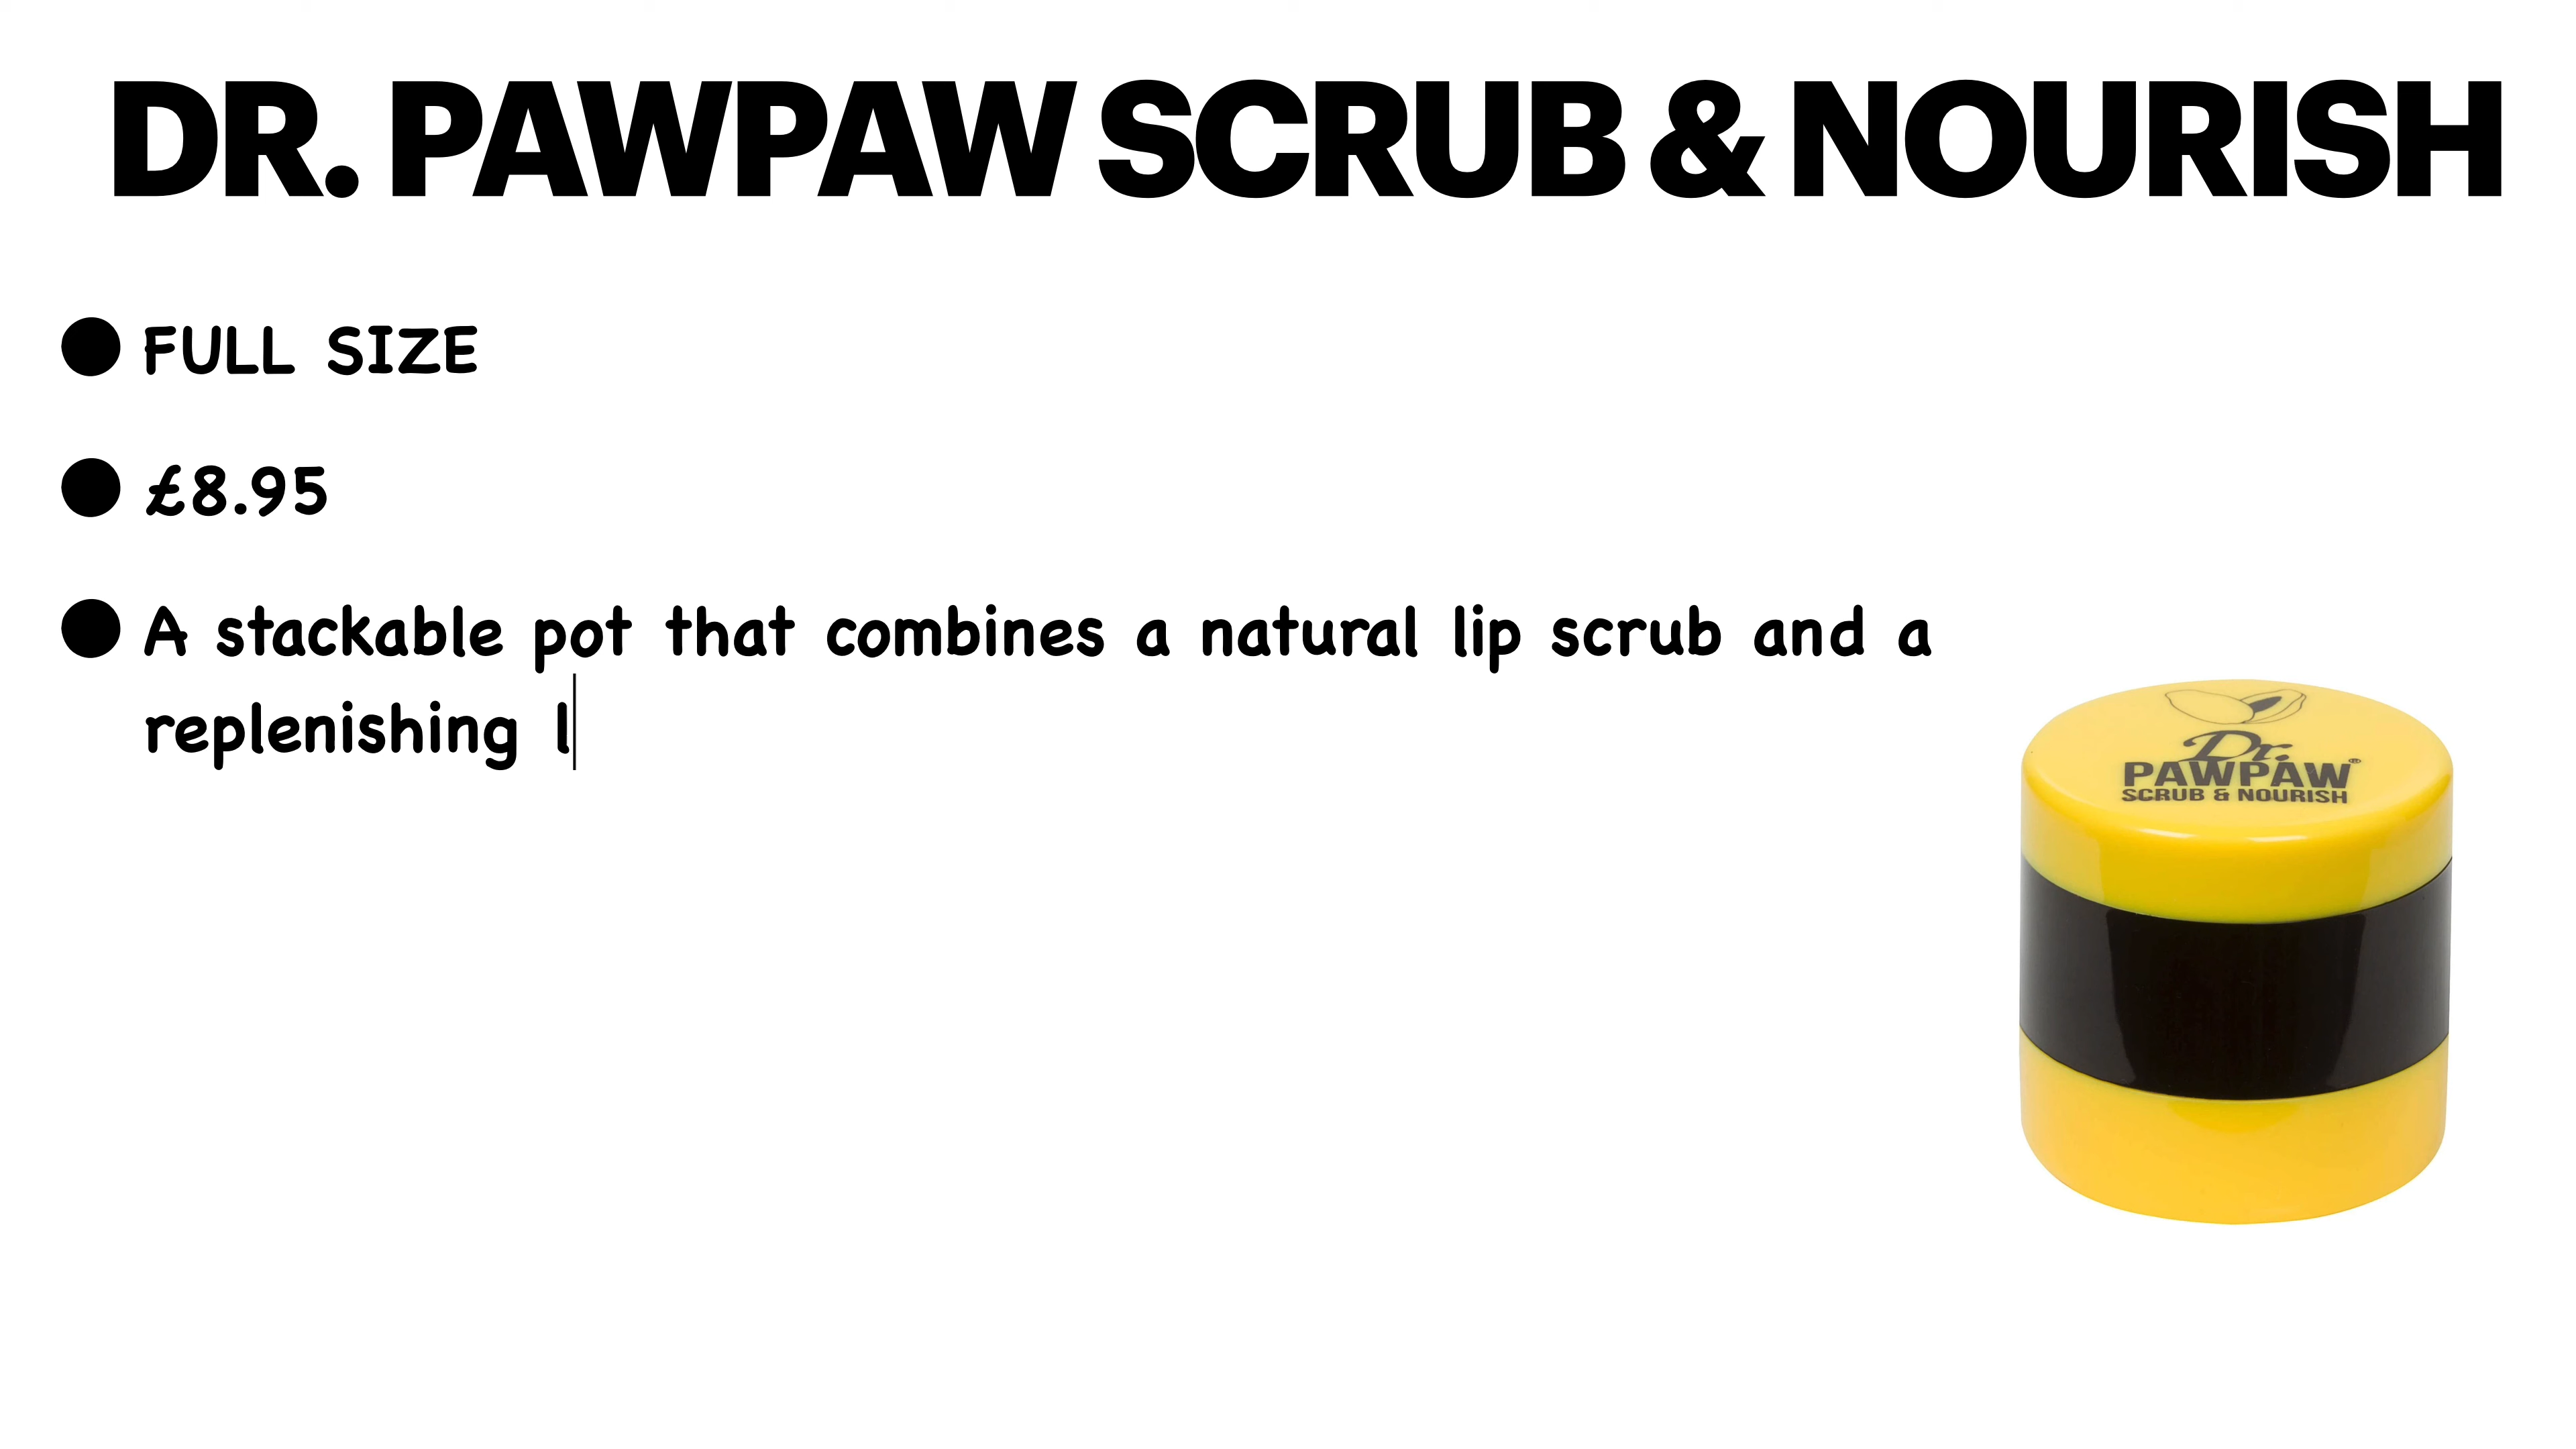 DR. PAWPAW SCRUB & NOURISH
FULL SIZE
£8.95
A stackable pot that combines a natural lip scrub and a
replenishing l
Dr.
PAWPAW®
SCRUB & NOURISH